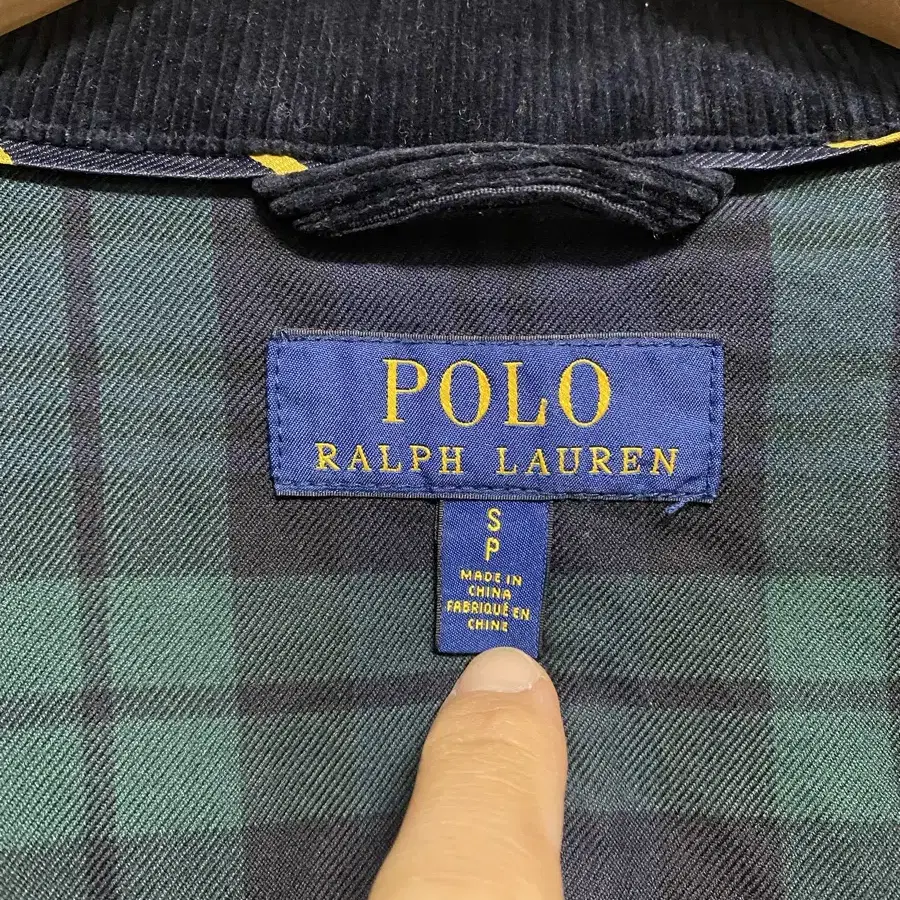 POLO
RALPH LAUREN
S
P
MADE IN
CHINA
FABRIQUÉ EN
CHINE